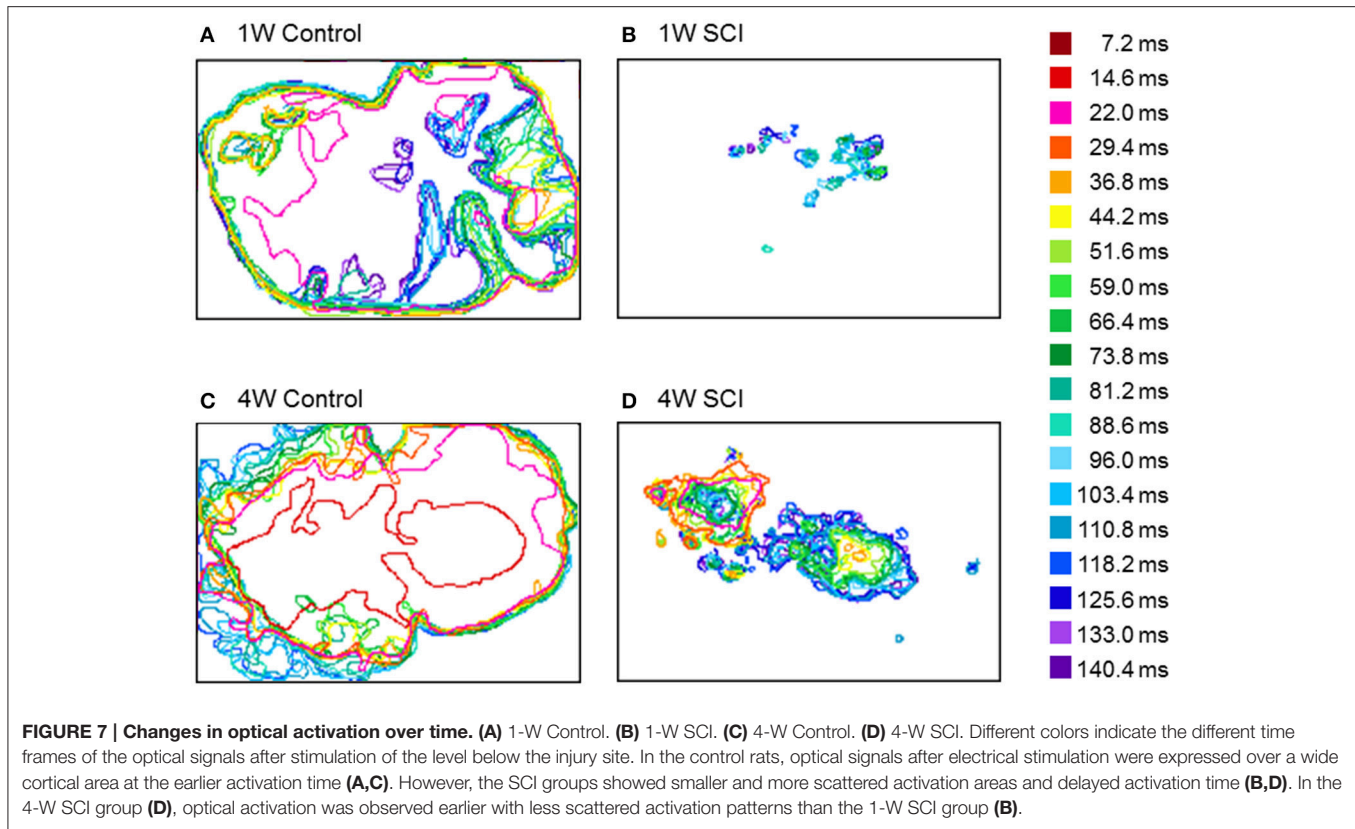 A 1W Control
B 1W SCI
C 4W Control
D 4W SCI
7.2 ms
14.6 ms
22.0 ms
29.4 ms
36.8 ms
44.2 ms
51.6 ms
59.0 ms
66.4 ms
73.8 ms
81.2 ms
88.6 ms
96.0 ms
103.4 ms
110.8 ms
118.2 ms
125.6 ms
133.0 ms
140.4 ms
FIGURE 7 | Changes in optical activation over time. (A) 1-W Control. (B) 1-W SCI. (C) 4-W Control. (D) 4-W SCI. Different colors indicate the different time
frames of the optical signals after stimulation of the level below the injury site. In the control rats, optical signals after electrical stimulation were expressed over a wide
cortical area at the earlier activation time (A,C). However, the SCI groups showed smaller and more scattered activation areas and delayed activation time (B,D). In the
4-W SCI group (D), optical activation was observed earlier with less scattered activation patterns than the 1-W SCI group (B).